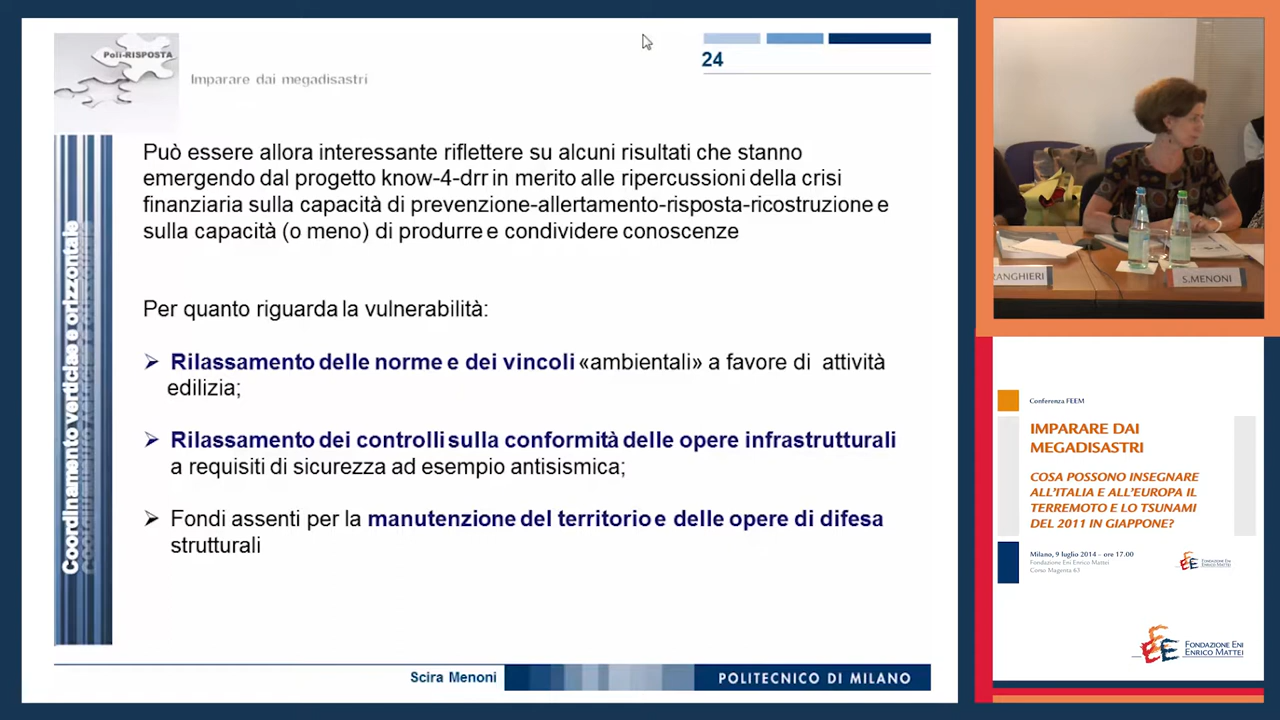 Poli-RISPOSTA
Imparare dai megadisastri
24
Coordinamento verticlae e orizzontale
Può essere allora interessante riflettere su alcuni risultati che stanno
emergendo dal progetto know-4-drr in merito alle ripercussioni della crisi
finanziaria sulla capacità di prevenzione-allertamento-risposta-ricostruzione e
sulla capacità (o meno) di produrre e condividere conoscenze
Per quanto riguarda la vulnerabilità:
Rilassamento delle norme e dei vincoli «ambientali» a favore di attività
edilizia;
Rilassamento dei controlli sulla conformità delle opere infrastrutturali
a requisiti di sicurezza ad esempio antisismica;
Fondi assenti per la manutenzione del territorio e delle opere di difesa
strutturali
Scira Menoni
POLITECNICO DI MILANO
RANGHIERI
S.MENONI
Conferenza FEEM
IMPARARE DAI
MEGADISASTRI
COSA POSSONO INSEGNARE
ALL'ITALIA E ALL'EUROPA IL
TERREMOTO E LO TSUNAMI
DEL 2011 IN GIAPPONE?
Milano, 9 luglio 2014 – ore 17.00
Fondazione Eni Enrico Mattei
Corso Magenta 63
FONDAZIONE ENI
ENRICO MATTEI